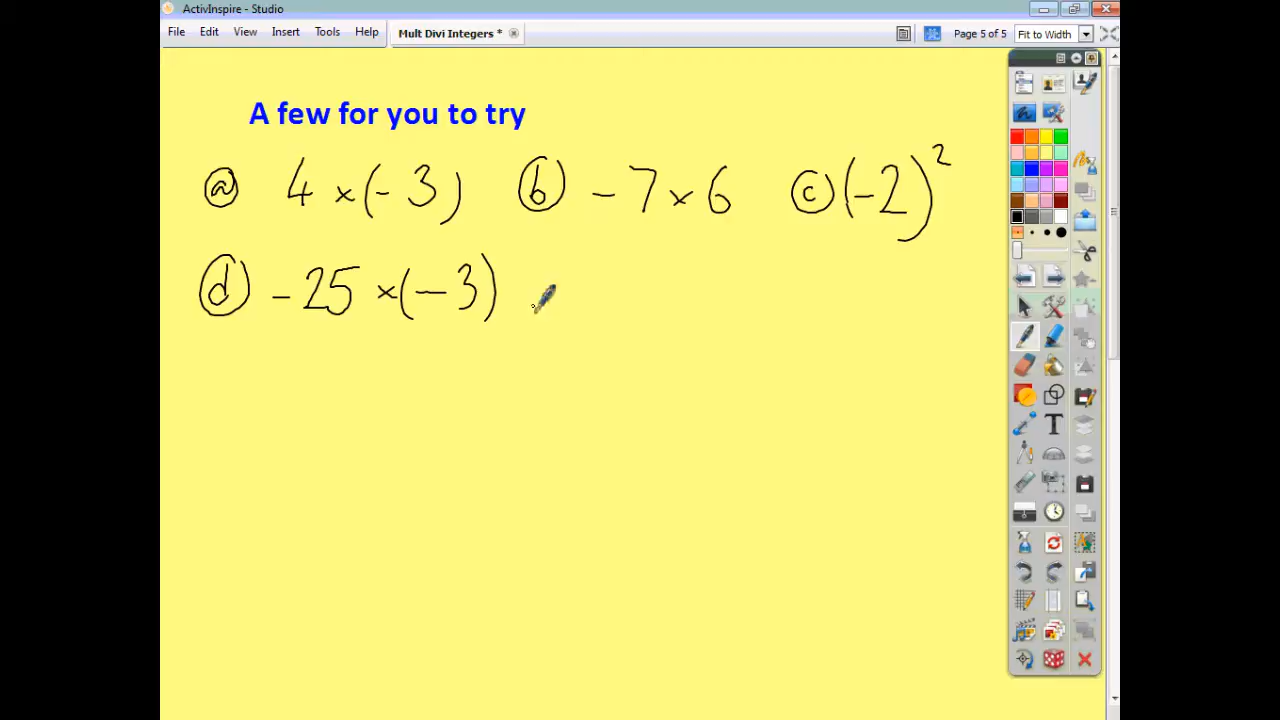 ActivInspire - Studio
File Edit View Insert Tools Help
Mult Divi Integers *
Page 5 of 5
Fit to Width
A few for you to try
ⓐ 4 × (- 3) ⓑ - 7 × 6 ⓒ (-2)²
ⓓ - 25 × (- 3)